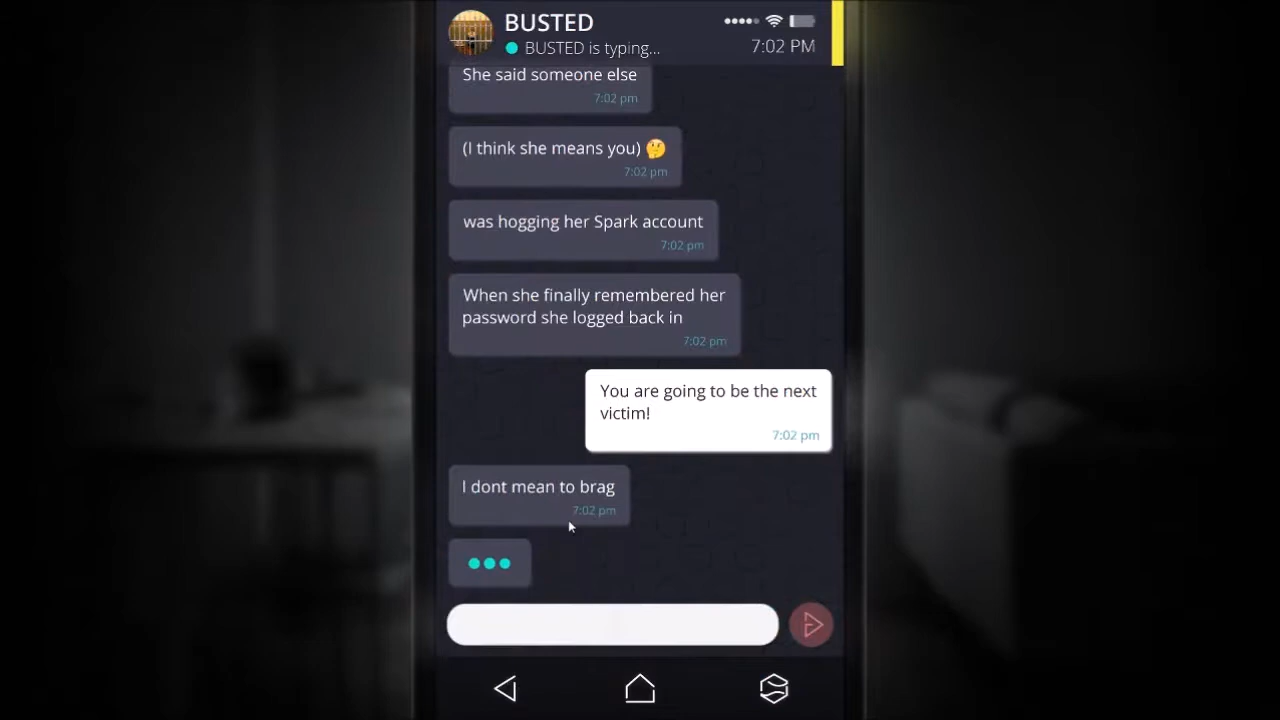 BUSTED
BUSTED is typing...
7:02 PM
She said someone else
7:02 pm
(I think she means you) 🤔
7:02 pm
was hogging her Spark account
7:02 pm
When she finally remembered her
password she logged back in
7:02 pm
You are going to be the next
victim!
7:02 pm
I dont mean to brag
7:02 pm